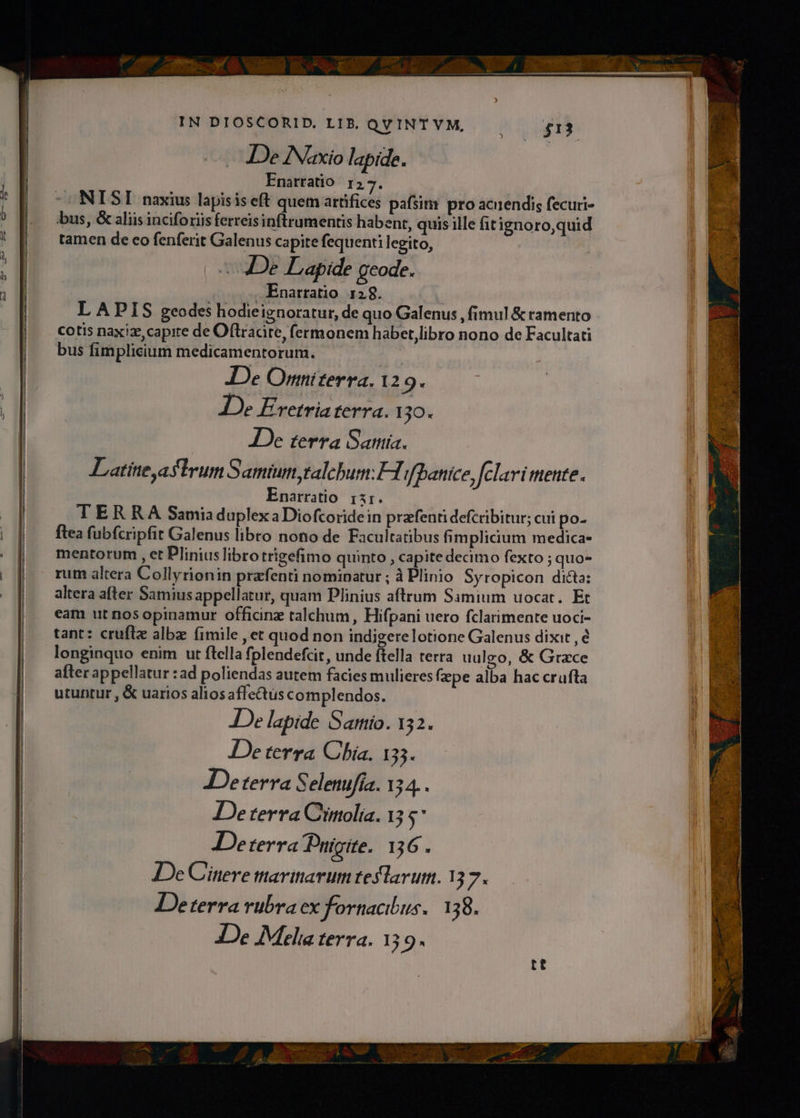 IN DIOSCORID. LIB. QVINTVM. 513
De Naxio lapide.
Enarratio 127.
NISI naxius lapis is eſt quem artifices paſsim pro acuendis ſecuri-
bus, & aliis inciſoriis ferreis inſtrumentis habent, quis ille ſit ignoro, quid
tamen de eo ſenſerit Galenus capite ſequenti legito,
De Lapide geode.
Enarratio 128.
LAPIS geodes hodie ignoratur, de quo Galenus, ſimul & ramento
cotis naxiæ, capite de Oſtracite, ſermonem habet, libro nono de Facultati
bus ſimplicium medicamentorum.
De Omni terra. 129.
De Eretria terra. 130.
De terra Samia.
Latine, aſtrum Samium, talchum: Hiſpanice, ſclari mente.
Enarratio 131.
TERRA Samia duplex a Dioſcoride in præſenti deſcribitur; cui po-
ſtea ſubſcripſit Galenus libro nono de Facultatibus ſimplicium medica-
mentorum, et Plinius libro trigeſimo quinto, capite decimo ſexto; quo-
rum altera Collyrion in præſenti nominatur; à Plinio Syropicon dicta:
altera aſter Samius appellatur, quam Plinius aſtrum Samium uocat. Et
eam ut nos opinamur officinæ talchum, Hiſpani uero ſclarimente uoci-
tant: cruſtæ albæ ſimile, et quod non indigere lotione Galenus dixit, è
longinquo enim ut ſtella ſplendeſcit, unde ſtella terra uulgo, & Græce
aſter appellatur: ad poliendas autem facies mulieres ſæpe alba hac cruſta
utuntur, & uarios alios affectus complendos.
De lapide Samio. 132.
De terra Chia. 133.
De terra Selenuſia. 134.
De terra Cimolia. 135
De terra Pnigite. 136.
De Cinere marinarum teſtarum. 137.
De terra rubra ex fornacibus. 138.
De Melia terra. 139.
tt